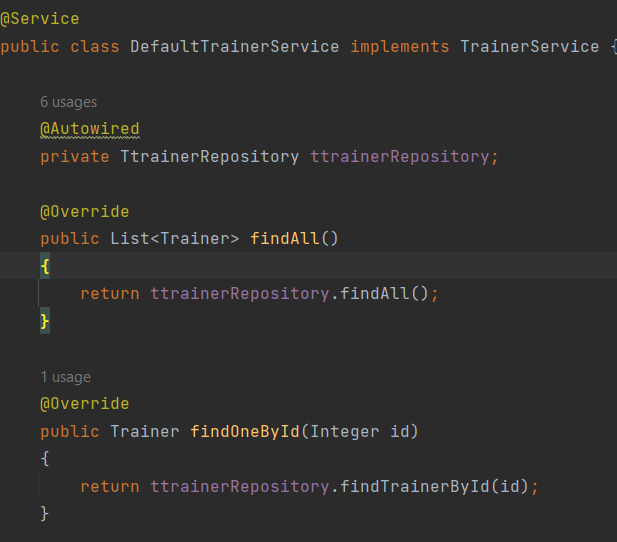 @Service
public class DefaultTrainerService implements TrainerService {
6 usages
@Autowired
private TtrainerRepository ttrainerRepository;
@Override
public List<Trainer> findAll()
{
return ttrainerRepository.findAll();
}
1 usage
@Override
public Trainer findOneById(Integer id)
{
return ttrainerRepository.findTrainerById(id);
}